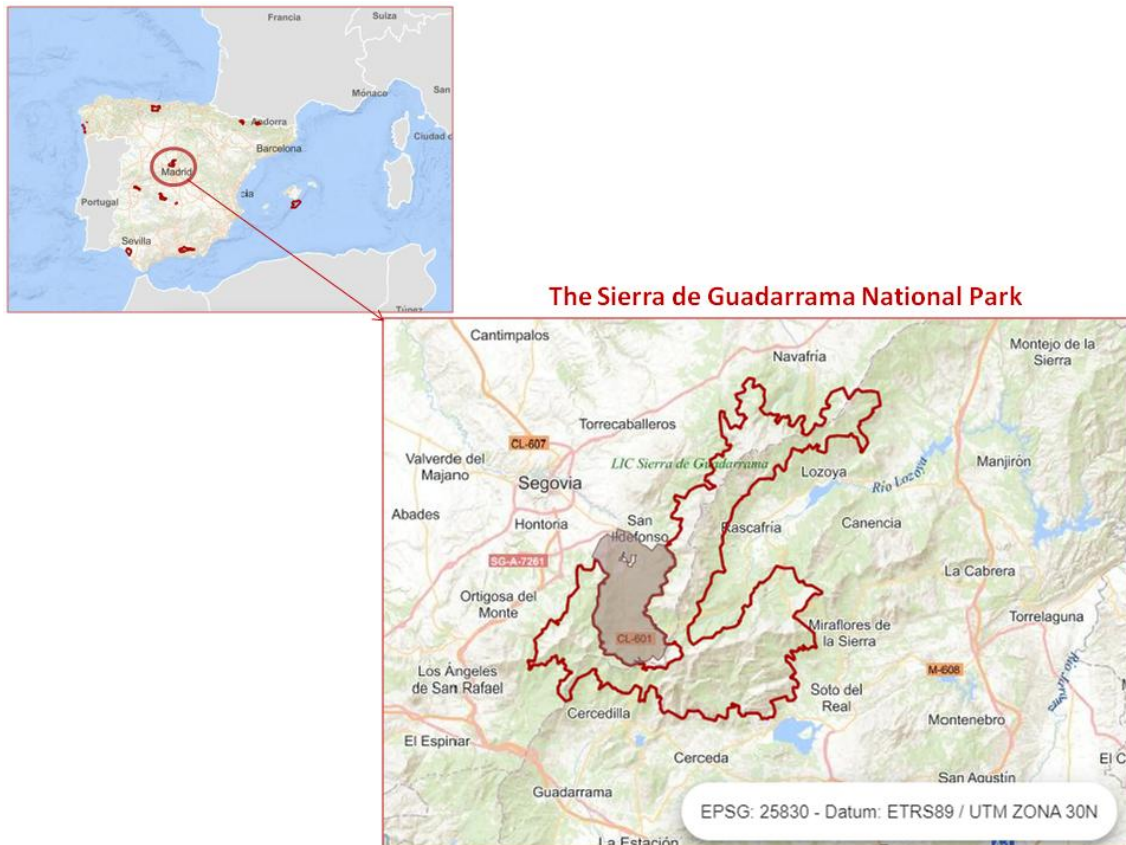 Francia
Suiza
San
Mónaco
Andorra
Ciudad d
Barcelona
Madrid
cia
Portugal
Sevilla
Túnez
The Sierra de Guadarrama National Park
Cantimpalos
Navafría
Montejo de la
Sierra
Torrecaballeros
CL-607
Valverde del
Majano
LIC Sierra de Guadarrama
Lozoya
Manjirón
Segovia
Río Lozoya
Abades
Hontoria
San
Ildefonso
Rascafría
Canencia
SG-A-7261
La Cabrera
Ortigosa del
Monte
Torrelaguna
CL-601
Miraflores de
la Sierra
Los Ángeles
de San Rafael
M-608
Soto del
Real
Río Jarama
Cercedilla
Montenebro
El Espinar
Cerceda
El C
San Agustín
Guadarrama
EPSG: 25830 - Datum: ETRS89 / UTM ZONA 30N
La Estación